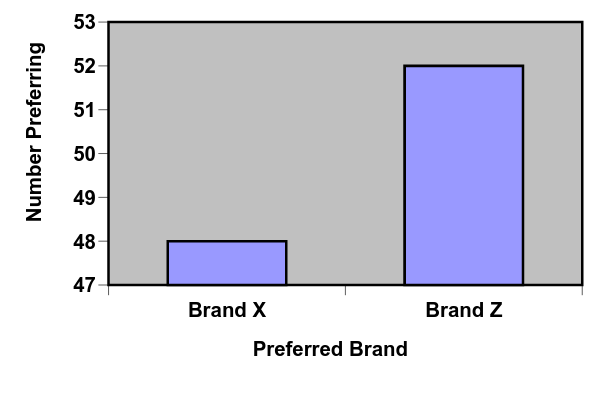 Number Preferring
53
52
51
50
49
48
47
Brand X
Brand Z
Preferred Brand